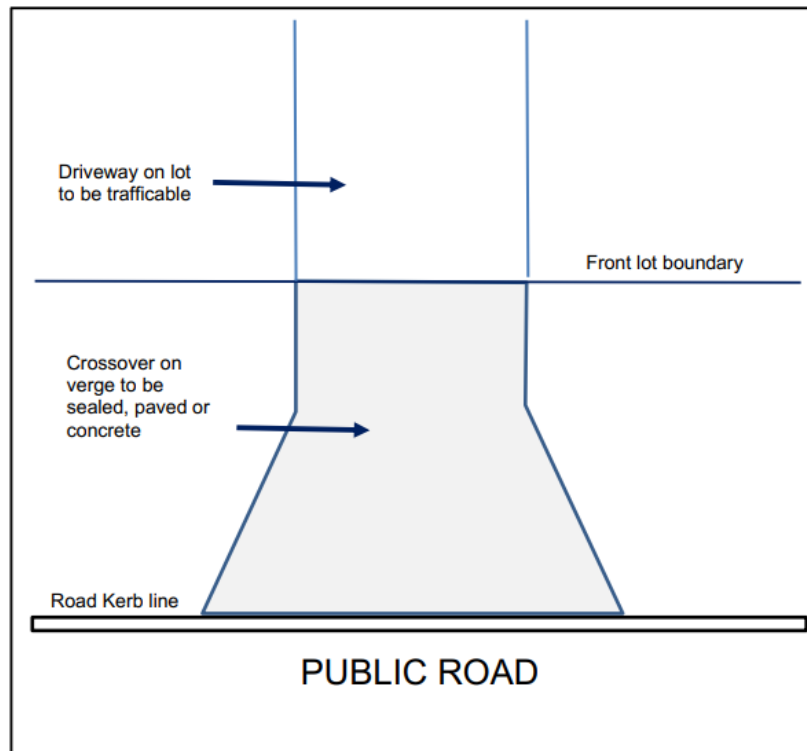 Driveway on lot
to be trafficable
Front lot boundary
Crossover on
verge to be
sealed, paved or
concrete
Road Kerb line
PUBLIC ROAD